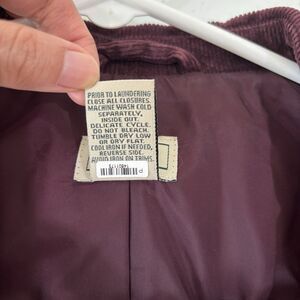 PRIOR TO LAUNDERING
CLOSE ALL CLOSURES.
MACHINE WASH COLD
SEPARATELY,
INSIDE OUT,
DELICATE CYCLE.
DO NOT BLEACH.
TUMBLE DRY LOW
OR DRY FLAT.
COOL IRON IF NEEDED,
REVERSE SIDE.
AVOID IRON ON TRIMS.